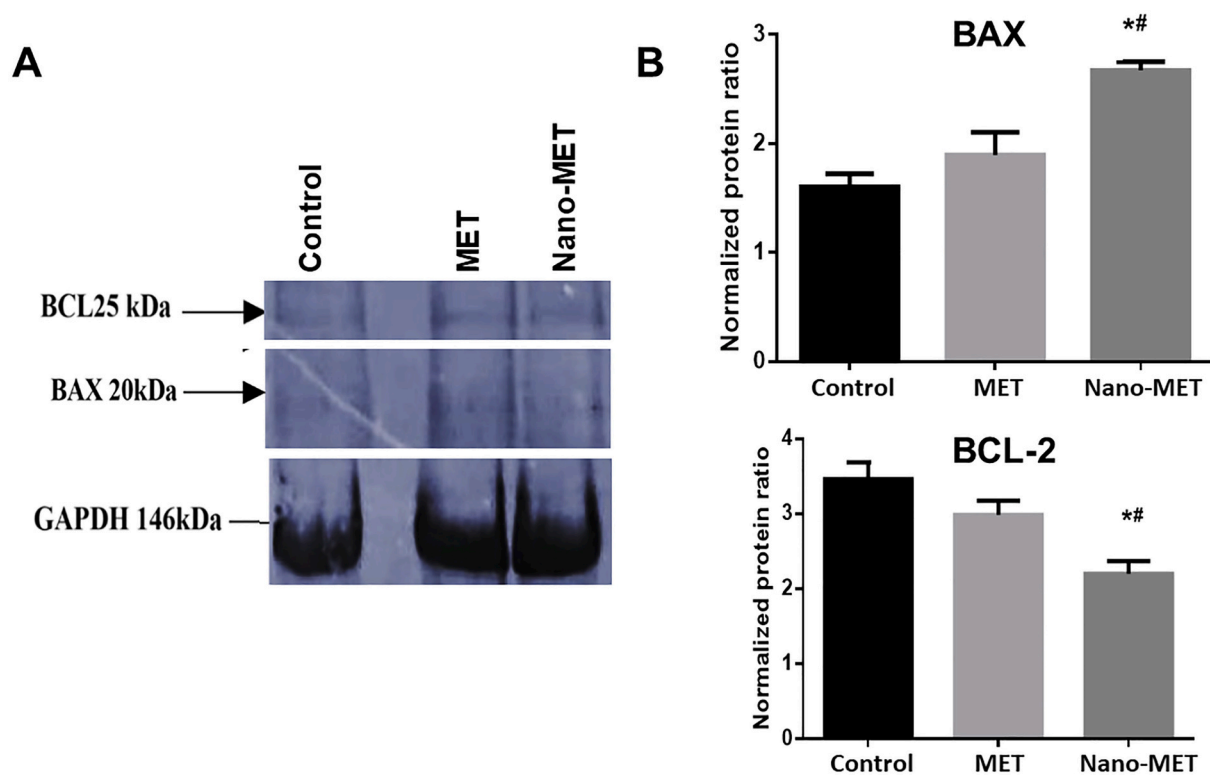 A
Control
MET
Nano-MET
BCL25 kDa
BAX 20kDa
GAPDH 146kDa
B
BAX
*#
Normalized protein ratio
3
2
1
0
Control MET Nano-MET
BCL-2
*#
Normalized protein ratio
4
3
2
1
0
Control MET Nano-MET